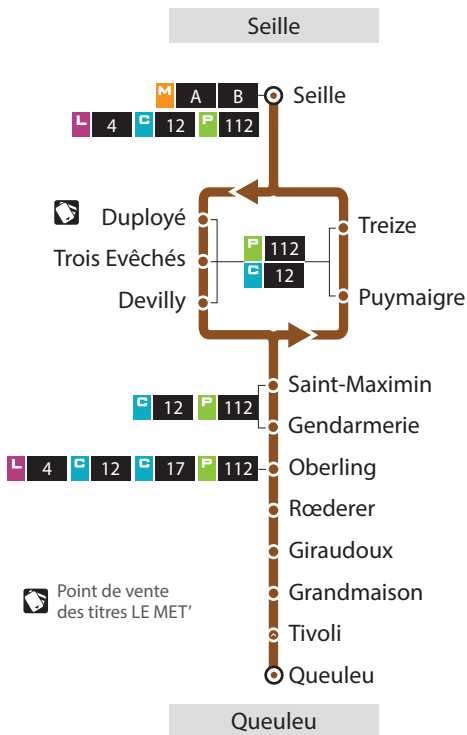 Seille
M A B
Seille
L 4 C 12 P 112
Duployé
Treize
P 112
Trois Evêchés
C 12
Devilly
Puymaigre
Saint-Maximin
C 12 P 112
Gendarmerie
L 4 C 12 C 17 P 112
Oberling
Rœderer
Giraudoux
Point de vente
des titres LE MET'
Grandmaison
Tivoli
Queuleu
Queuleu